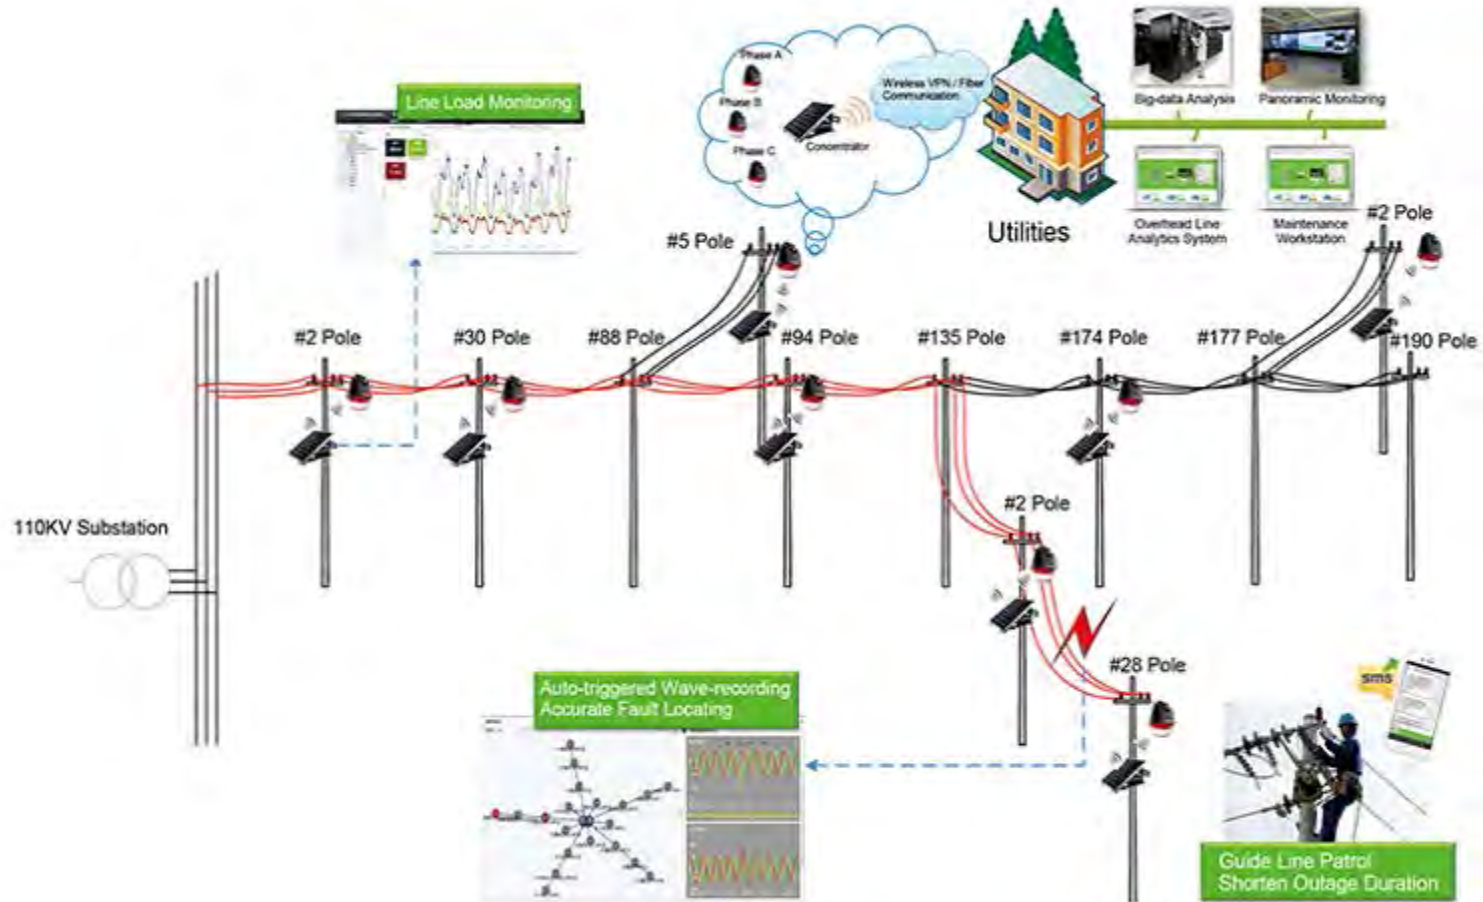 Line Load Monitoring
Phase A
Phase B
Phase C
Concentrator
Wireless VPN / Fiber
Communication
Utilities
Big-data Analysis
Panoramic Monitoring
Overhead Line
Analytics System
Maintenance
Workstation
#5 Pole
#2 Pole
#2 Pole
#30 Pole
#88 Pole
#94 Pole
#135 Pole
#174 Pole
#177 Pole
#190 Pole
110KV Substation
#2 Pole
#28 Pole
Auto-triggered Wave-recording
Accurate Fault Locating
sms
Guide Line Patrol
Shorten Outage Duration